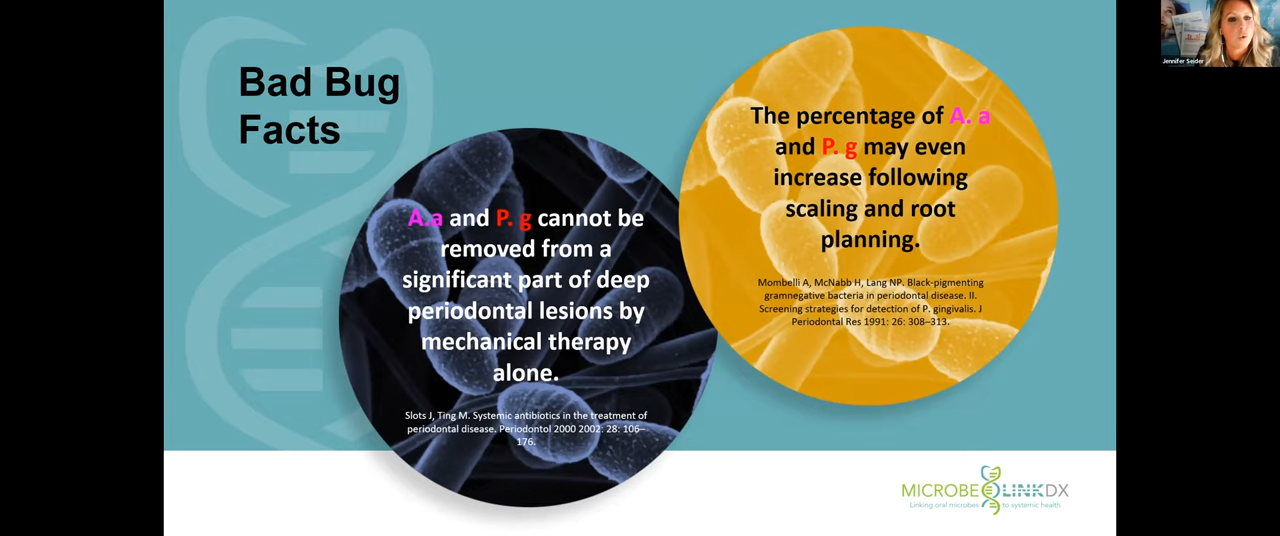 Bad Bug
Facts
A.a and P. g cannot be
removed from a
significant part of deep
periodontal lesions by
mechanical therapy
alone.
Slots J, Ting M. Systemic antibiotics in the treatment of
periodontal disease. Periodontol 2000 2002: 28: 106–
176.
The percentage of A. a
and P. g may even
increase following
scaling and root
planning.
Mombelli A, McNabb H, Lang NP. Black-pigmenting
gramnegative bacteria in periodontal disease. II.
Screening strategies for detection of P. gingivalis. J
Periodontal Res 1991: 26: 308–313.
MICROBE LINKDX
Linking oral microbes to systemic health
Jennifer Seider